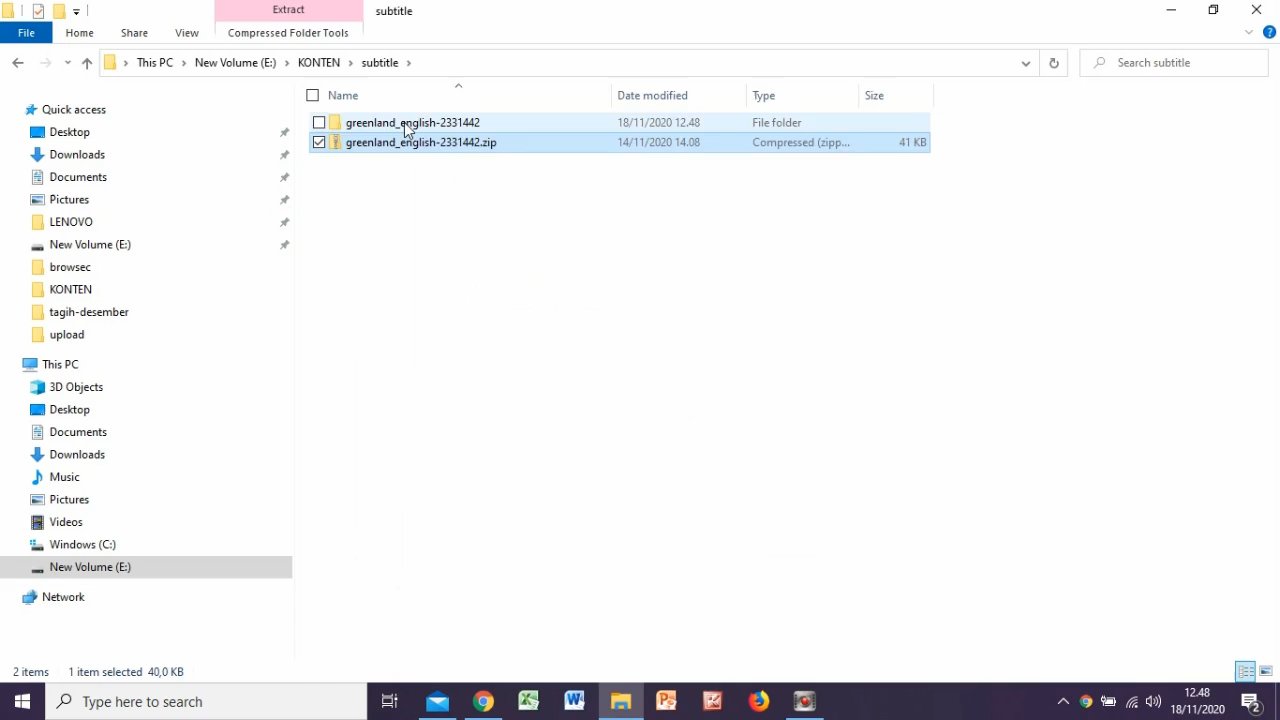 Extract
subtitle
File
Home
Share
View
Compressed Folder Tools
This PC
New Volume (E:)
KONTEN
subtitle
Search subtitle
Name
Date modified
Type
Size
greenland_english-2331442
18/11/2020 12.48
File folder
greenland_english-2331442.zip
14/11/2020 14.08
Compressed (zipp...
41 KB
Quick access
Desktop
Downloads
Documents
Pictures
LENOVO
New Volume (E:)
browsec
KONTEN
tagih-desember
upload
This PC
3D Objects
Desktop
Documents
Downloads
Music
Pictures
Videos
Windows (C:)
New Volume (E:)
Network
2 items
1 item selected 40,0 KB
Type here to search
12.48
18/11/2020
2